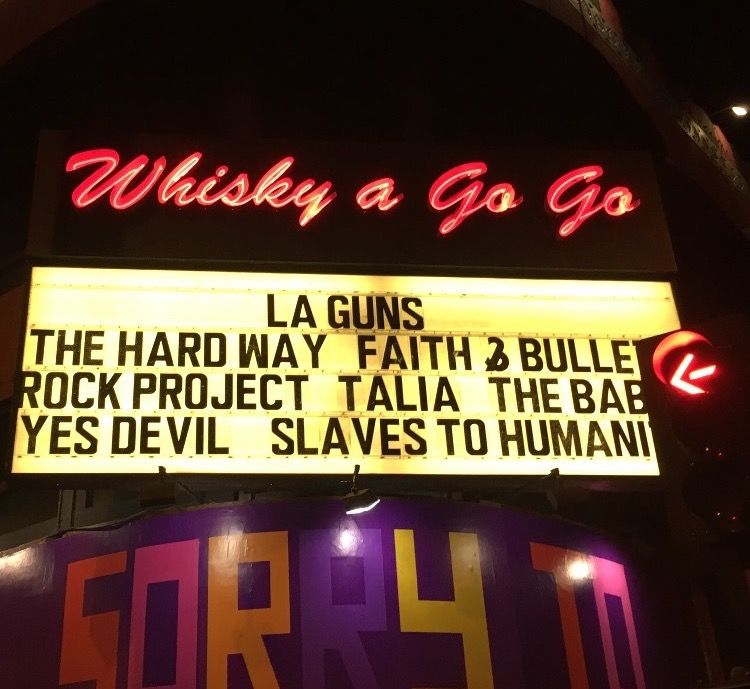 Whisky a Go Go
LA GUNS
THE HARD WAY FAITH & BULLE
ROCK PROJECT TALIA THE BAB
YES DEVIL SLAVES TO HUMANI
SORRY TO